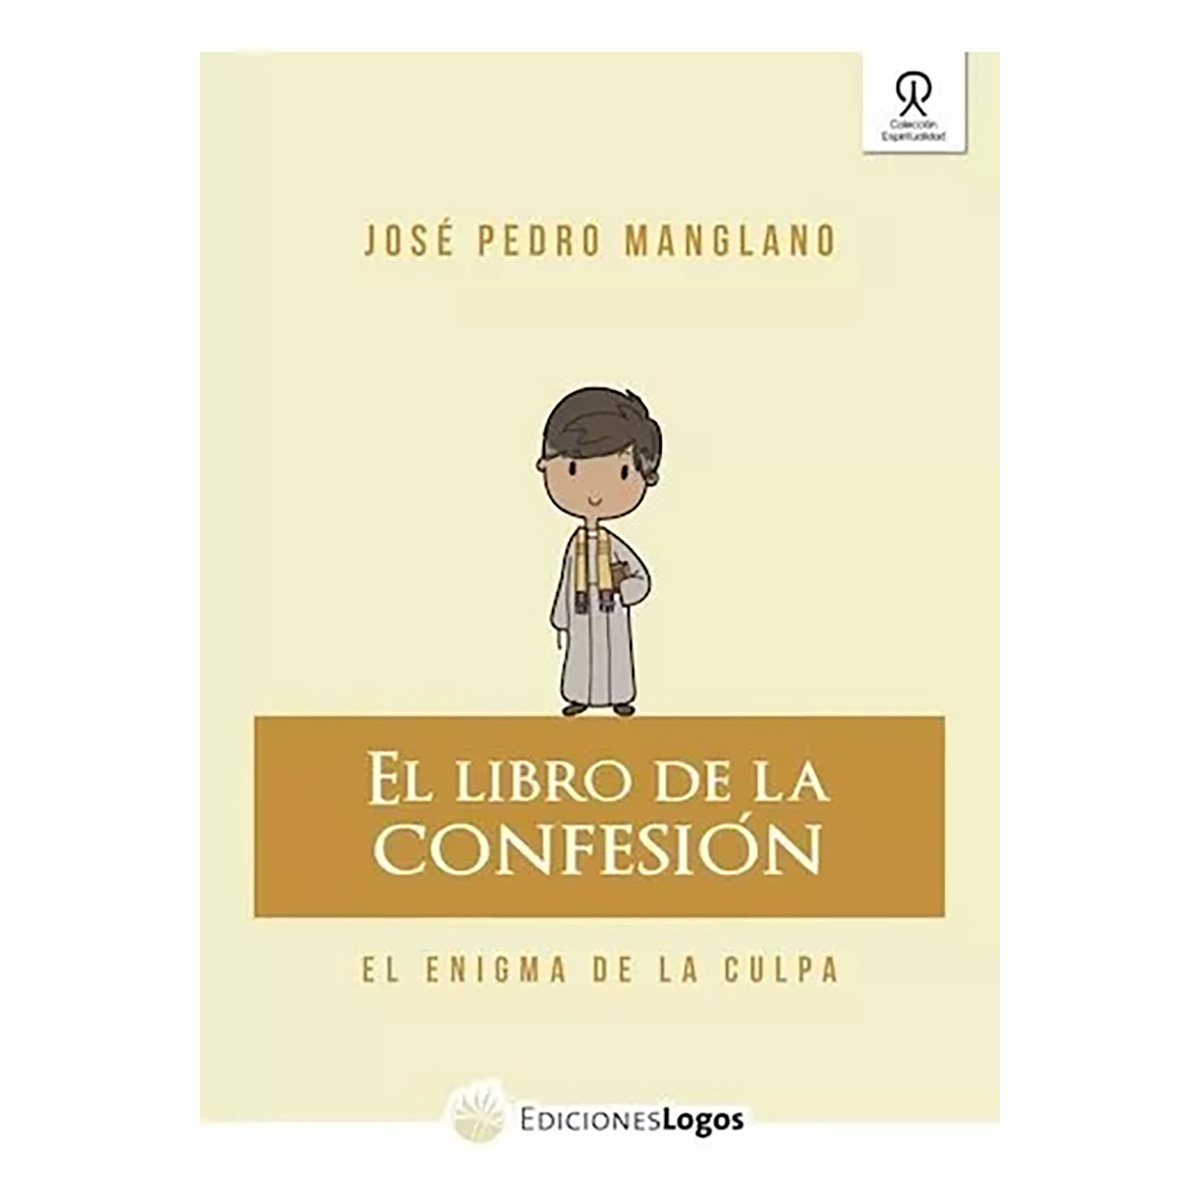 Colección
Espiritualidad
JOSÉ PEDRO MANGLANO
EL LIBRO DE LA
CONFESIÓN
EL ENIGMA DE LA CULPA
EDICIONESLogos